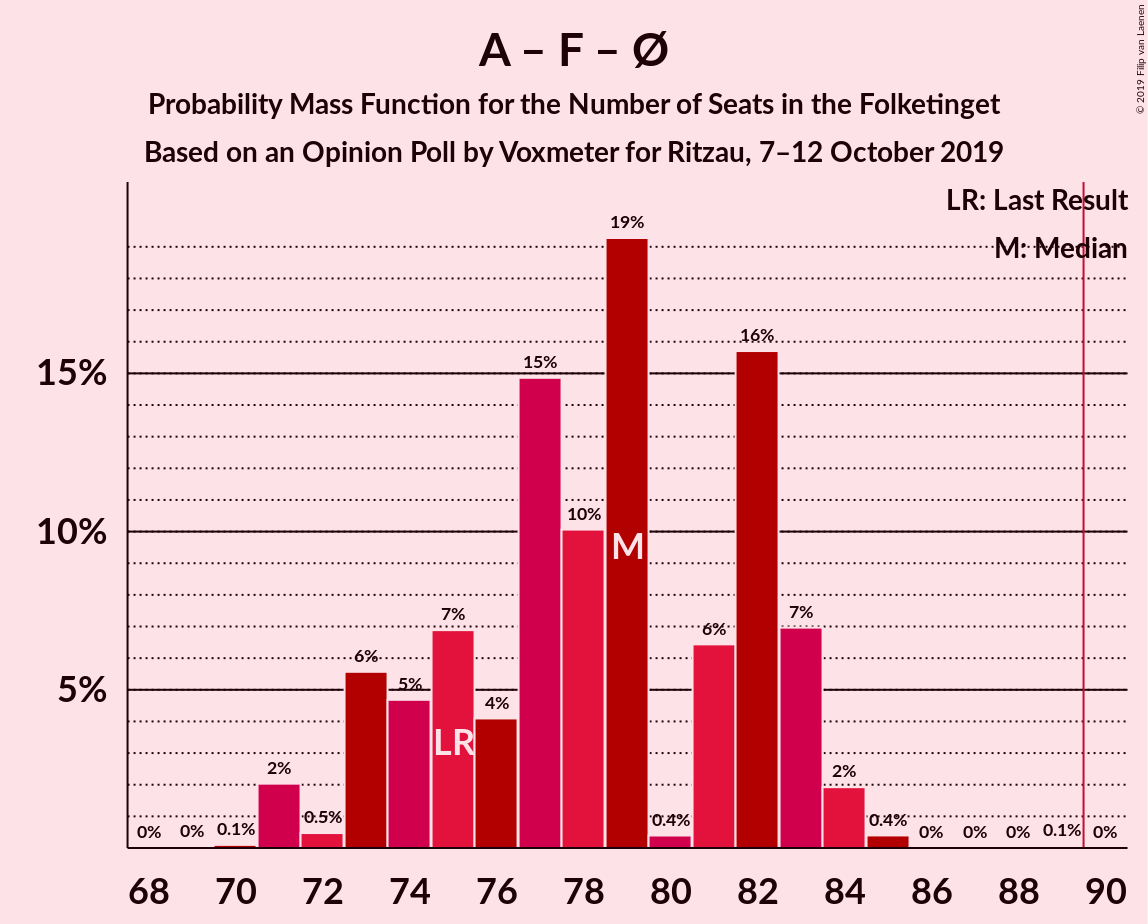 A – F – Ø
Probability Mass Function for the Number of Seats in the Folketinget
Based on an Opinion Poll by Voxmeter for Ritzau, 7–12 October 2019
© 2019 Filip van Laenen
LR: Last Result
M: Median
19%
16%
15%
15%
10%
M
10%
7%
7%
6%
6%
5%
5%
4%
LR
2%
2%
0%
0%
0.1%
0.5%
0.4%
0.4%
0%
0%
0%
0.1%
0%
68 70 72 74 76 78 80 82 84 86 88 90